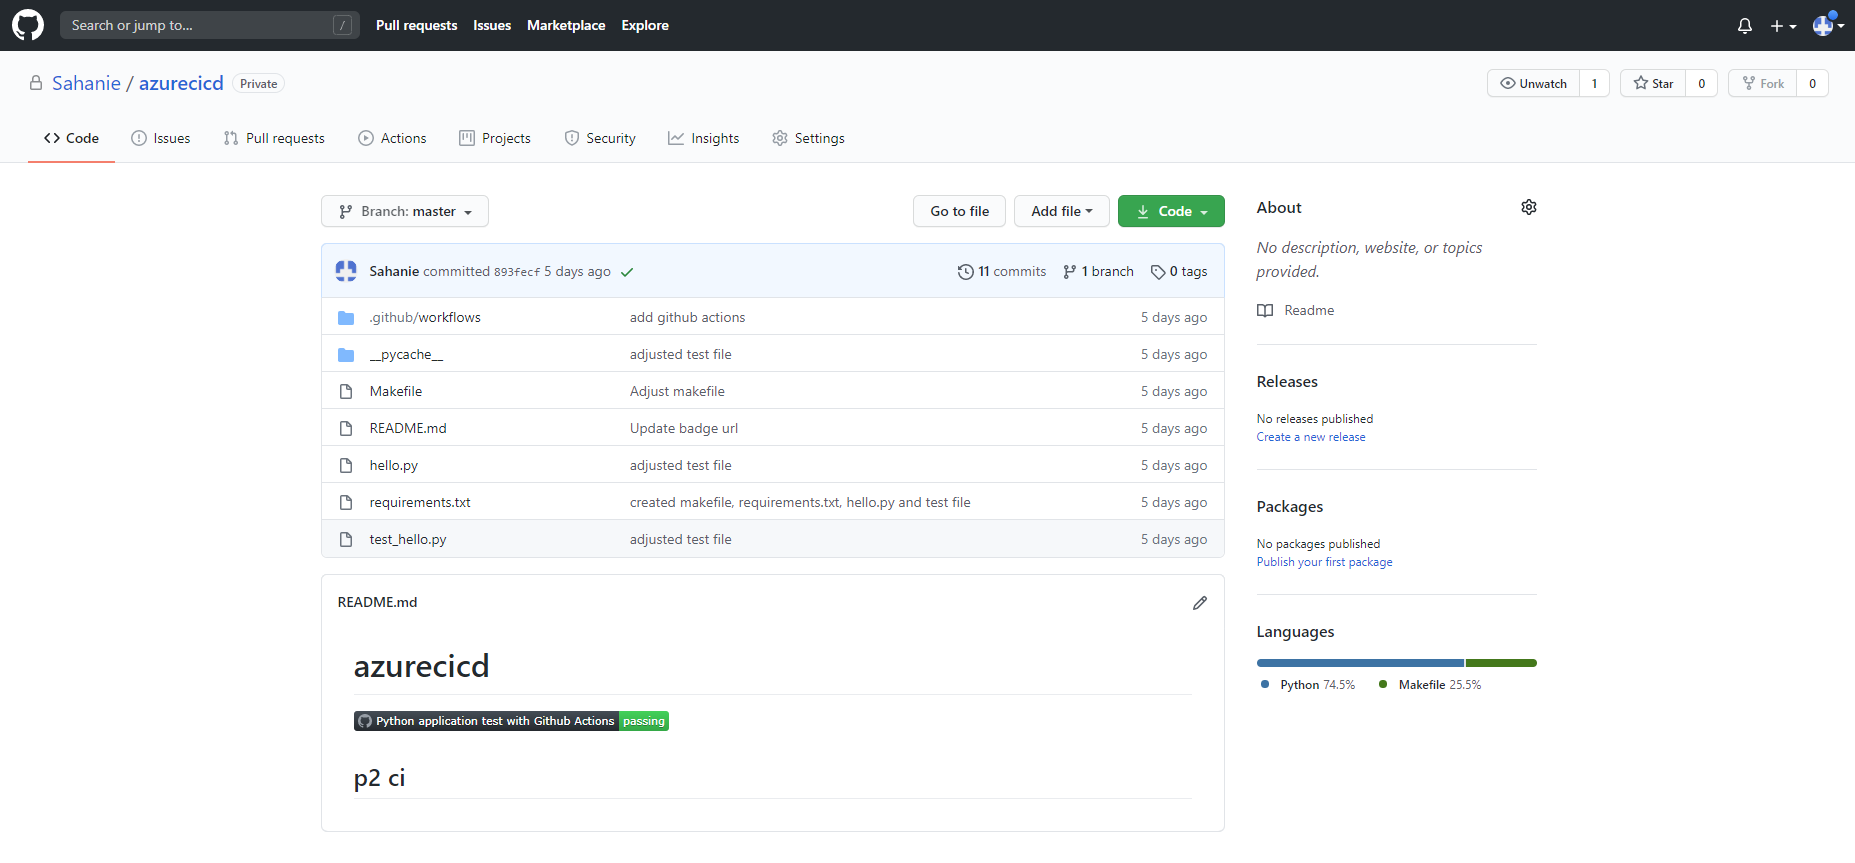 Search or jump to... /
Pull requests Issues Marketplace Explore
Sahanie / azurecicd Private
Unwatch 1 Star 0 Fork 0
Code Issues Pull requests Actions Projects Security Insights Settings
Branch: master
Go to file Add file Code
Sahanie committed 893fecf 5 days ago
11 commits 1 branch 0 tags
.github/workflows add github actions 5 days ago
__pycache__ adjusted test file 5 days ago
Makefile Adjust makefile 5 days ago
README.md Update badge url 5 days ago
hello.py adjusted test file 5 days ago
requirements.txt created makefile, requirements.txt, hello.py and test file 5 days ago
test_hello.py adjusted test file 5 days ago
README.md
azurecicd
Python application test with Github Actions passing
p2 ci
About
No description, website, or topics
provided.
Readme
Releases
No releases published
Create a new release
Packages
No packages published
Publish your first package
Languages
Python 74.5% Makefile 25.5%